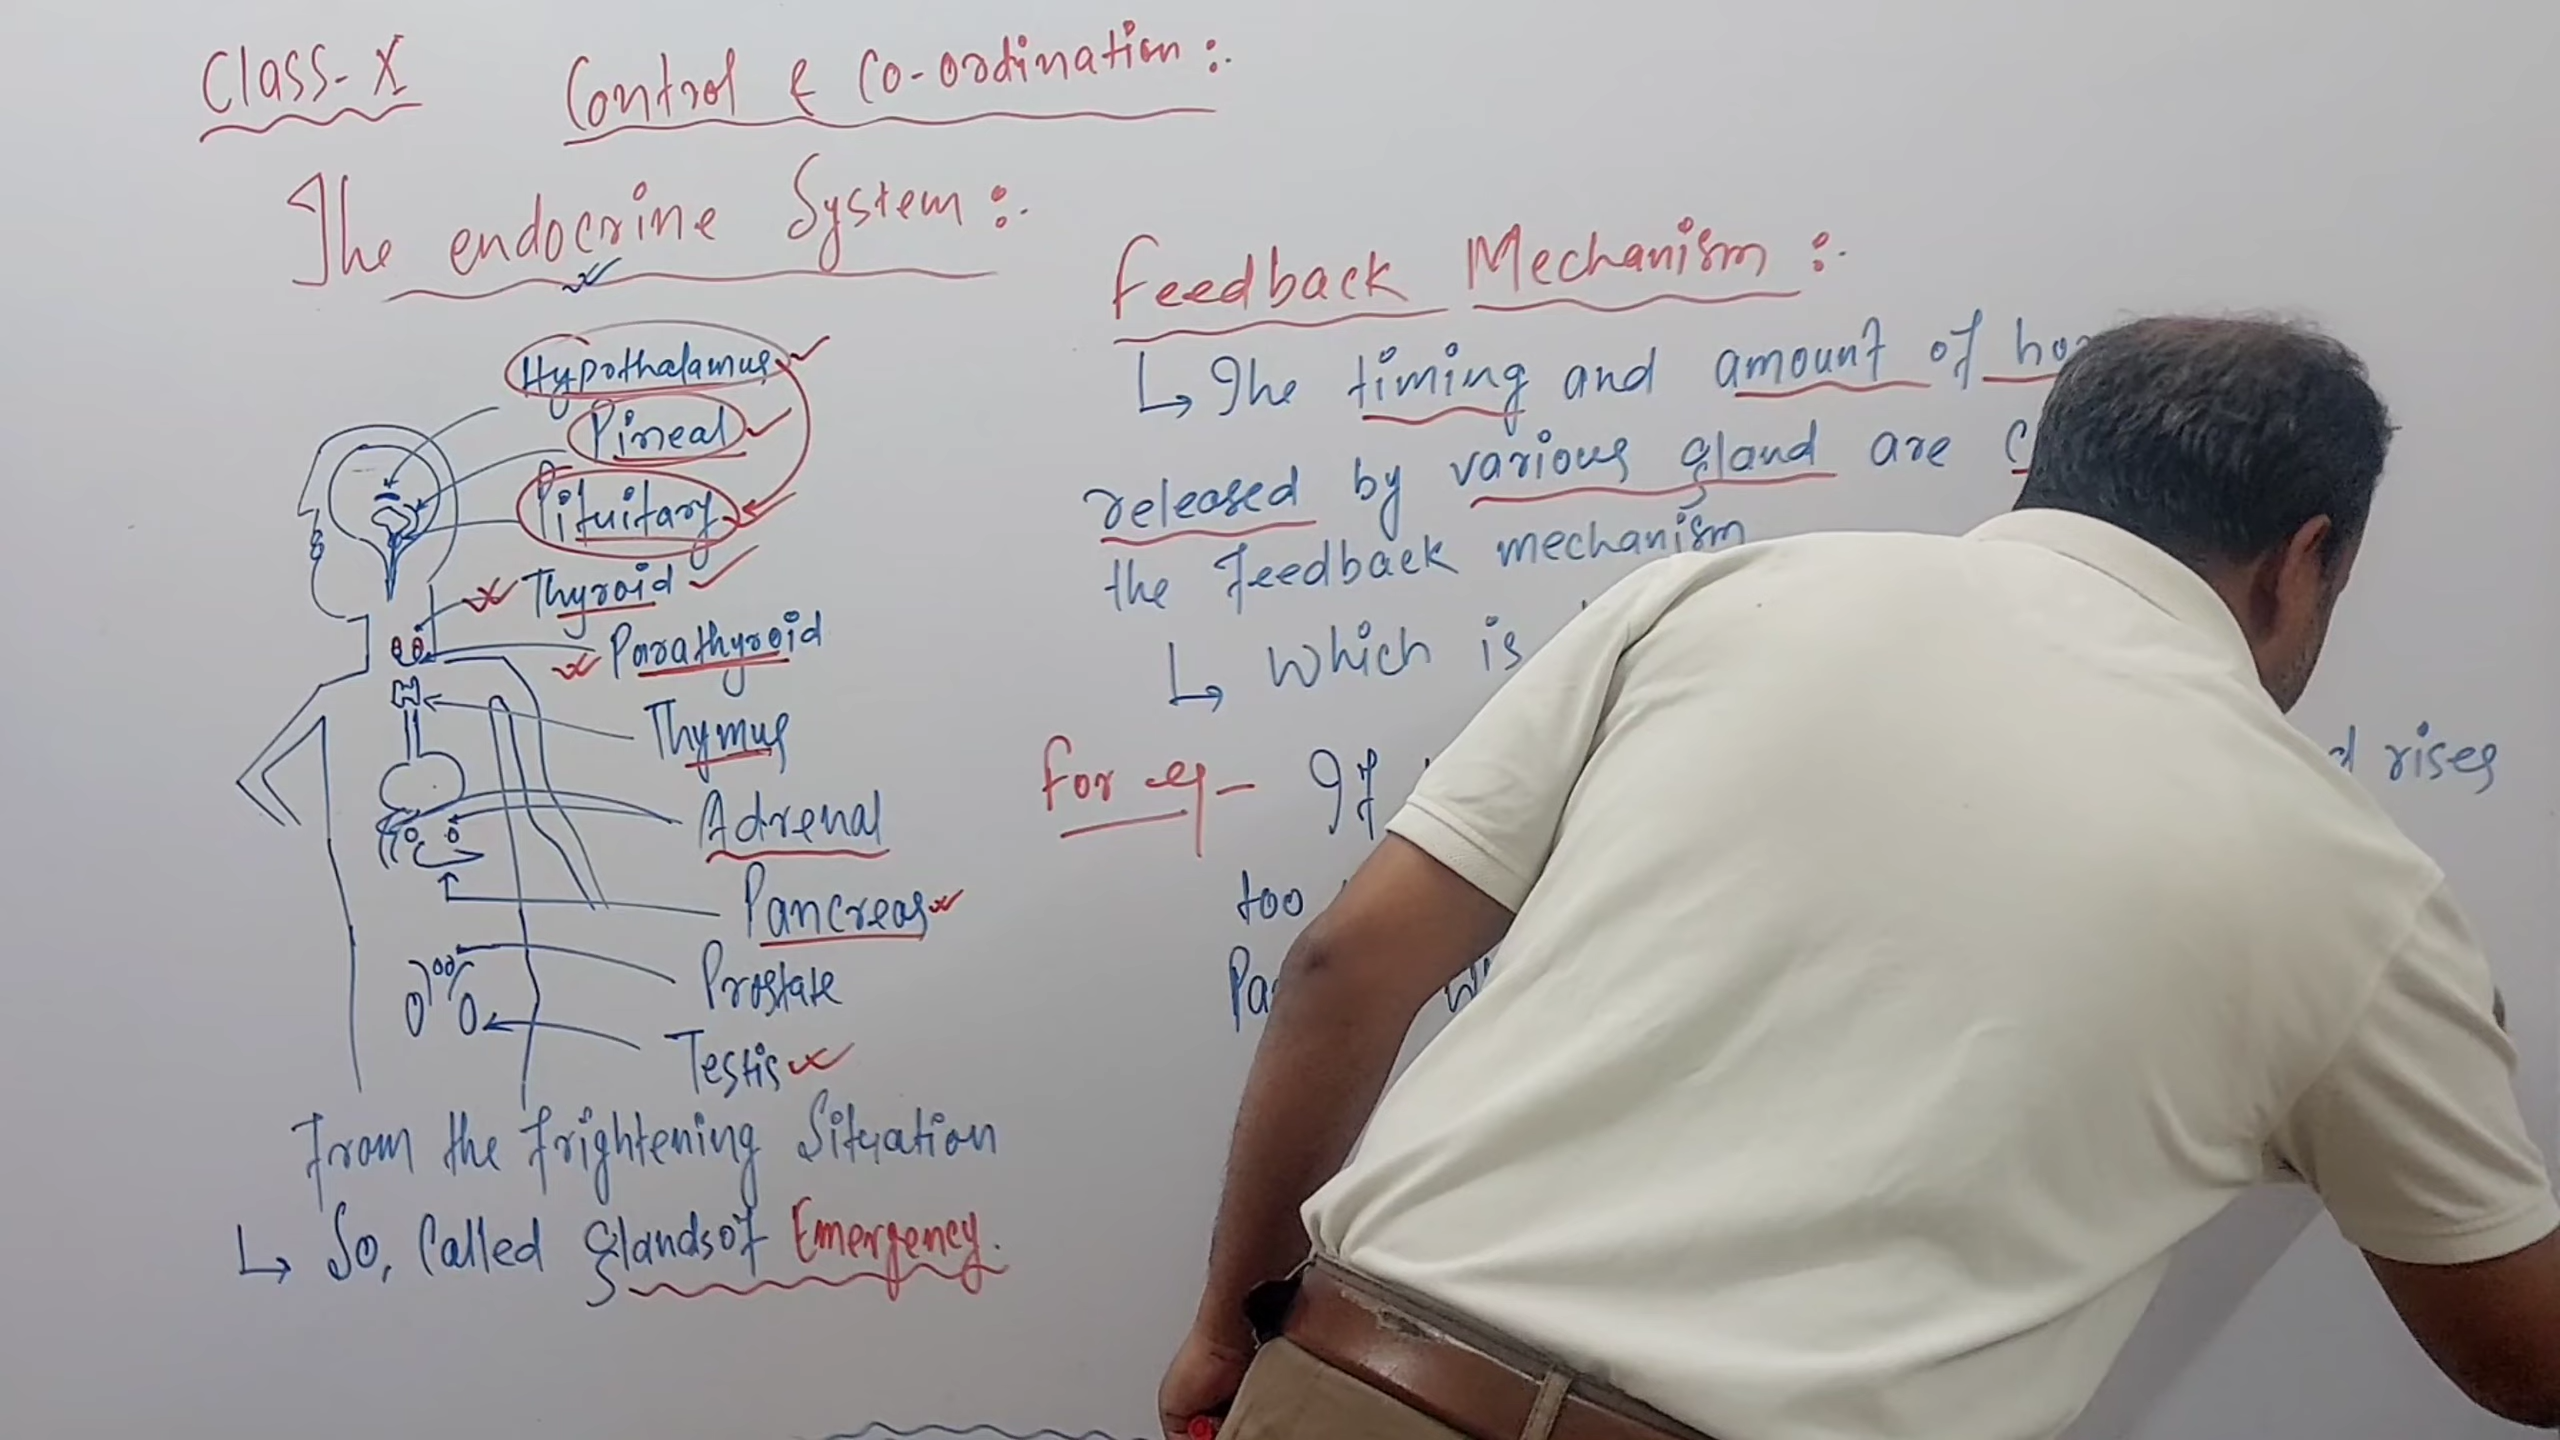 Class-X Control & Co-ordination:-
The endocrine System:-
Hypothalamus
Pineal
Pituitary
Thyroid
Parathyroid
Thymus
Adrenal
Pancreas
Prostate
Testis
From the frightening Situation
↳ So, Called Glands of Emergency.
Feedback Mechanism:-
↳ The timing and amount of
released by various gland are
the feedback mechanism
↳ Which is
For eg- If rises
too